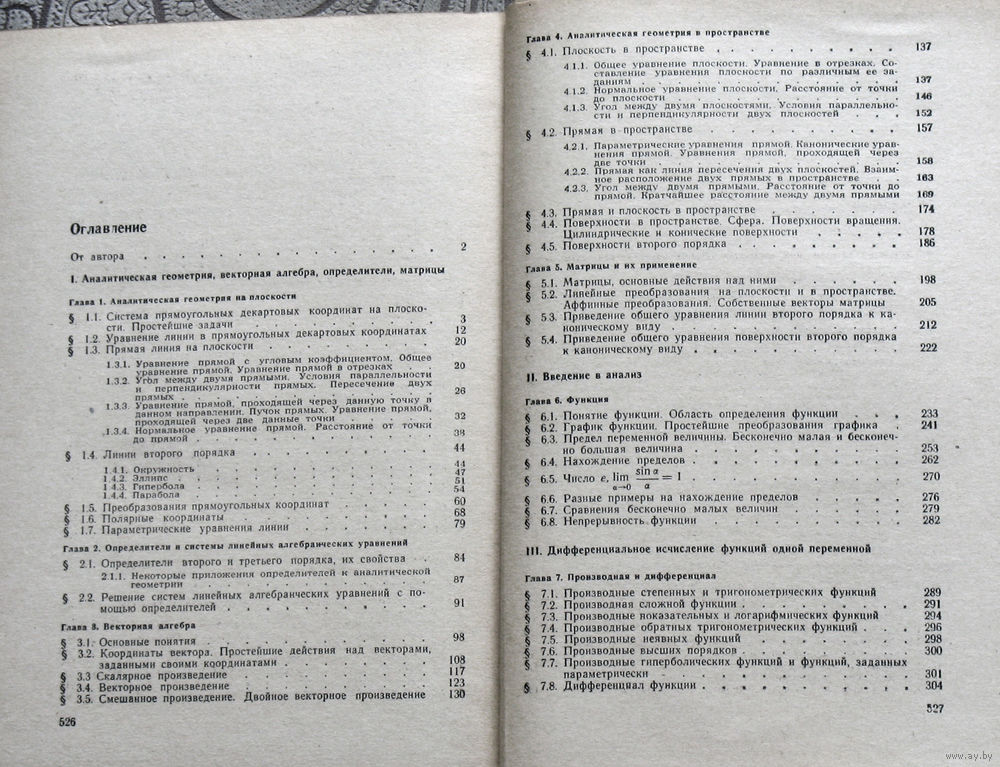 Оглавление
От автора . . . . . . . . . . . . . . 2
I. Аналитическая геометрия, векторная алгебра, определители, матрицы
Глава 1. Аналитическая геометрия на плоскости
§ 1.1. Система прямоугольных декартовых координат на плоско-
сти. Простейшие задачи . . . . . . . . . 3
§ 1.2. Уравнение линии в прямоугольных декартовых координатах 12
§ 1.3. Прямая линия на плоскости . . . . . . . . 20
1.3.1. Уравнение прямой с угловым коэффициентом. Общее
уравнение прямой. Уравнение прямой в отрезках . . 20
1.3.2. Угол между двумя прямыми. Условия параллельности
и перпендикулярности прямых. Пересечение двух
прямых . . . . . . . . . . . . 26
1.3.3. Уравнение прямой, проходящей через данную точку в
данном направлении. Пучок прямых. Уравнение прямой,
проходящей через две данные точки . . . . . 32
1.3.4. Нормальное уравнение прямой. Расстояние от точки
до прямой . . . . . . . . . . . 38
§ 1.4. Линии второго порядка . . . . . . . . . 44
1.4.1. Окружность . . . . . . . . . . 44
1.4.2. Эллипс . . . . . . . . . . . 47
1.4.3. Гипербола . . . . . . . . . . 51
1.4.4. Парабола . . . . . . . . . . 54
§ 1.5. Преобразования прямоугольных координат . . . . 60
§ 1.6. Полярные координаты . . . . . . . . . 68
§ 1.7. Параметрические уравнения линии . . . . . . 79
Глава 2. Определители и системы линейных алгебраических уравнений
§ 2.1. Определители второго и третьего порядка, их свойства . 84
2.1.1. Некоторые приложения определителей к аналитической
геометрии . . . . . . . . . . . 87
§ 2.2. Решение систем линейных алгебраических уравнений с по-
мощью определителей . . . . . . . . . 91
Глава 3. Векторная алгебра
§ 3.1. Основные понятия . . . . . . . . . . 98
§ 3.2. Координаты вектора. Простейшие действия над векторами,
заданными своими координатами . . . . . . . 108
§ 3.3 Скалярное произведение . . . . . . . . . 117
§ 3.4. Векторное произведение . . . . . . . . . 123
§ 3.5. Смешанное произведение. Двойное векторное произведение 130
526
Глава 4. Аналитическая геометрия в пространстве
§ 4.1. Плоскость в пространстве . . . . . . . . . 137
4.1.1. Общее уравнение плоскости. Уравнение в отрезках. Со-
ставление уравнения плоскости по различным ее за-
даниям . . . . . . . . . . . . 137
4.1.2. Нормальное уравнение плоскости. Расстояние от точки
до плоскости . . . . . . . . . . . 146
4.1.3. Угол между двумя плоскостями. Условия параллельно-
сти и перпендикулярности двух плоскостей . . . 152
§ 4.2. Прямая в пространстве . . . . . . . . . 157
4.2.1. Параметрические уравнения прямой. Канонические урав-
нения прямой. Уравнения прямой, проходящей через
две точки . . . . . . . . . . . . 158
4.2.2. Прямая как линия пересечения двух плоскостей. Взаим-
ное расположение двух прямых в пространстве . . 163
4.2.3. Угол между двумя прямыми. Расстояние от точки до
прямой. Кратчайшее расстояние между двумя прямыми 169
§ 4.3. Прямая и плоскость в пространстве . . . . . . 174
§ 4.4. Поверхности в пространстве. Сфера. Поверхности вращения.
Цилиндрические и конические поверхности . . . . . 178
§ 4.5. Поверхности второго порядка . . . . . . . . 186
Глава 5. Матрицы и их применение
§ 5.1. Матрицы, основные действия над ними . . . . . 198
§ 5.2. Линейные преобразования на плоскости и в пространстве.
Аффинные преобразования. Собственные векторы матрицы 205
§ 5.3. Приведение общего уравнения линии второго порядка к ка-
ноническому виду . . . . . . . . . . 212
§ 5.4. Приведение общего уравнения поверхности второго порядка
к каноническому виду . . . . . . . . . 222
II. Введение в анализ
Глава 6. Функция
§ 6.1. Понятие функции. Область определения функции . . . 233
§ 6.2. График функции. Простейшие преобразования графика . 241
§ 6.3. Предел переменной величины. Бесконечно малая и бесконеч-
но большая величина . . . . . . . . . 253
§ 6.4. Нахождение пределов . . . . . . . . . 262
§ 6.5. Число e, lim sin α / α = 1 . . . . . . . . 270
α→0
§ 6.6. Разные примеры на нахождение пределов . . . . 276
§ 6.7. Сравнения бесконечно малых величин . . . . . 279
§ 6.8. Непрерывность функции . . . . . . . . . 282
III. Дифференциальное исчисление функций одной переменной
Глава 7. Производная и дифференциал
§ 7.1. Производные степенных и тригонометрических функций 289
§ 7.2. Производная сложной функции . . . . . . . 291
§ 7.3. Производные показательных и логарифмических функций 294
§ 7.4. Производные обратных тригонометрических функций . . 296
§ 7.5. Производные неявных функций . . . . . . . 298
§ 7.6. Производные высших порядков . . . . . . . 300
§ 7.7. Производные гиперболических функций и функций, заданных
параметрически . . . . . . . . . . . 301
§ 7.8. Дифференциал функции . . . . . . . . . 304
527
www.ay.by